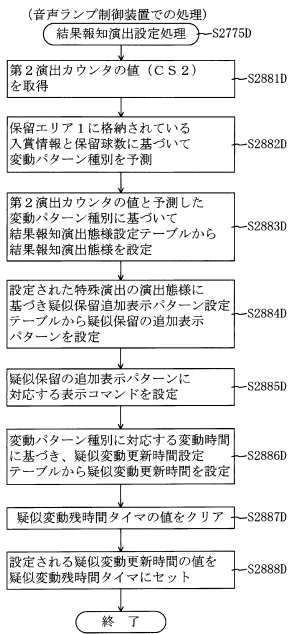 (音声ランプ制御装置での処理)
結果報知演出設定処理
S2775D
第2演出カウンタの値(CS2)
を取得
S2881D
保留エリア1に格納されている
入賞情報と保留球数に基づいて
変動パターン種別を予測
S2882D
第2演出カウンタの値と予測した
変動パターン種別に基づいて
結果報知演出態様設定テーブルから
結果報知演出態様を設定
S2883D
設定された特殊演出の演出態様に
基づき疑似保留追加表示パターン設定
テーブルから疑似保留の追加表示
パターンを設定
S2884D
疑似保留の追加表示パターンに
対応する表示コマンドを設定
S2885D
変動パターン種別に対応する変動時間
に基づき、疑似変動更新時間設定
テーブルから疑似変動更新時間を設定
S2886D
疑似変動残時間タイマの値をクリア
S2887D
設定される疑似変動更新時間の値を
疑似変動残時間タイマにセット
S2888D
終 了